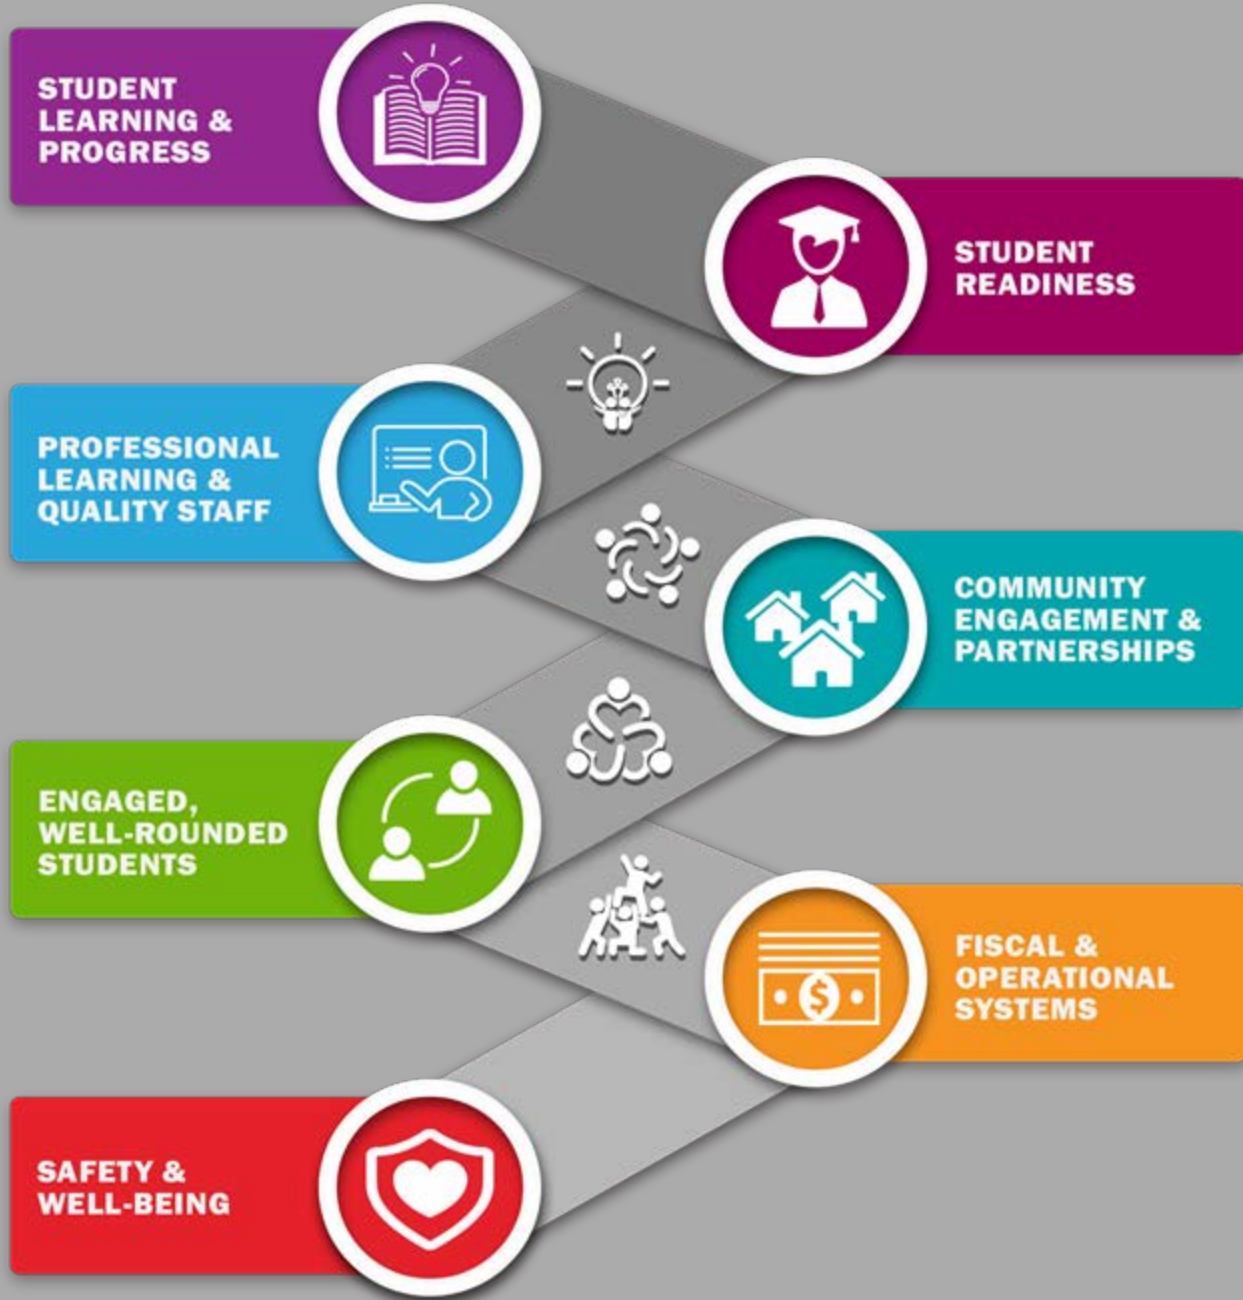 STUDENT
LEARNING &
PROGRESS
STUDENT
READINESS
PROFESSIONAL
LEARNING &
QUALITY STAFF
COMMUNITY
ENGAGEMENT &
PARTNERSHIPS
ENGAGED,
WELL-ROUNDED
STUDENTS
FISCAL &
OPERATIONAL
SYSTEMS
$
SAFETY &
WELL-BEING